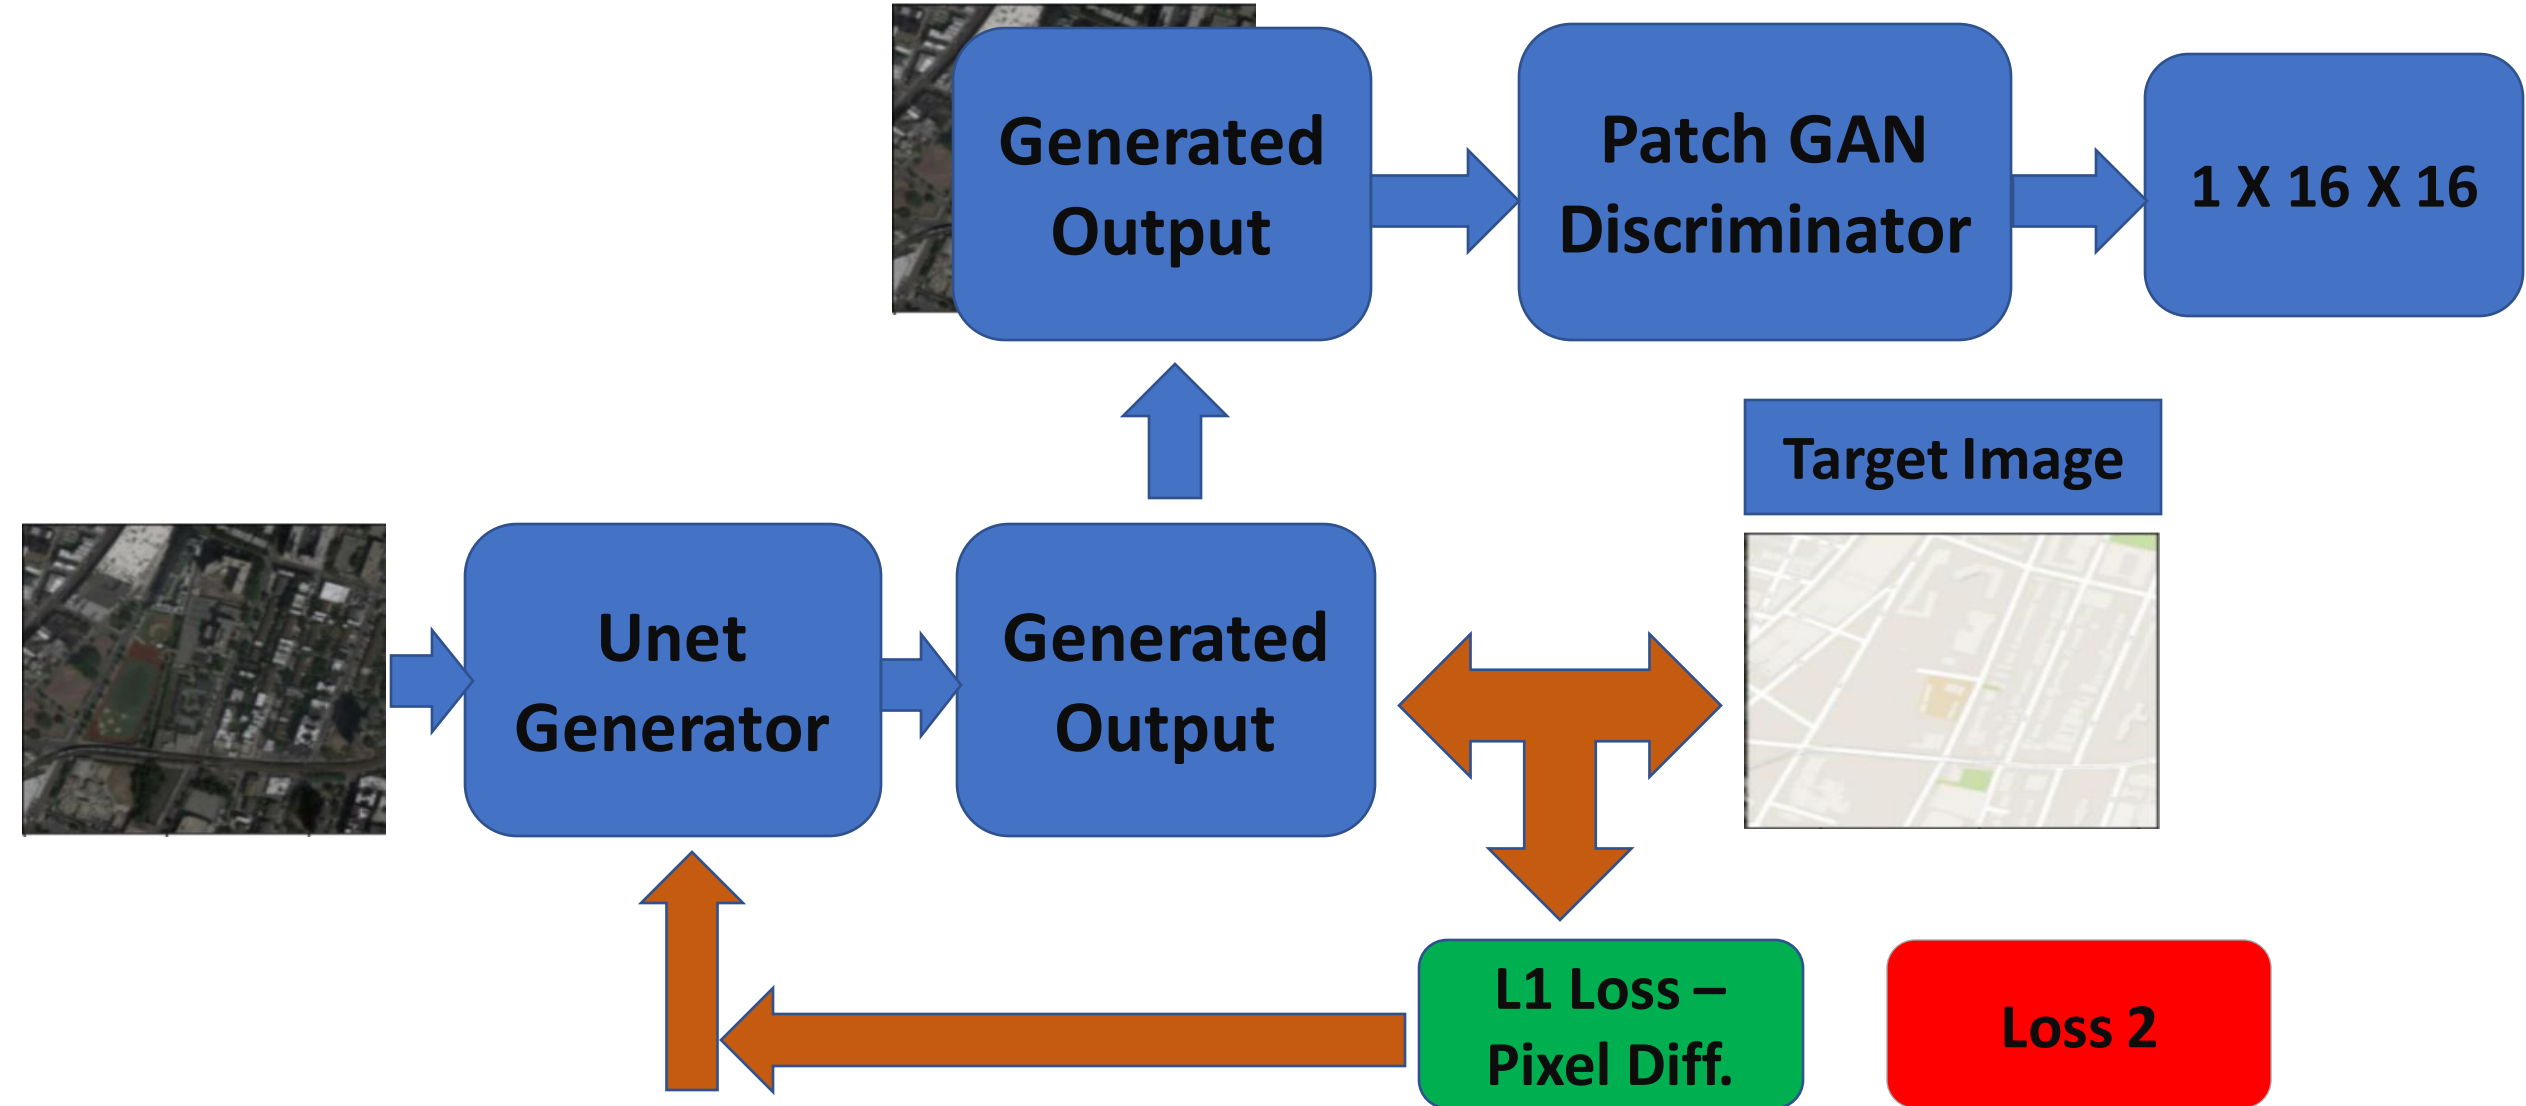 Generated
Output
Patch GAN
Discriminator
1 X 16 X 16
Target Image
Unet
Generator
Generated
Output
L1 Loss –
Pixel Diff.
Loss 2